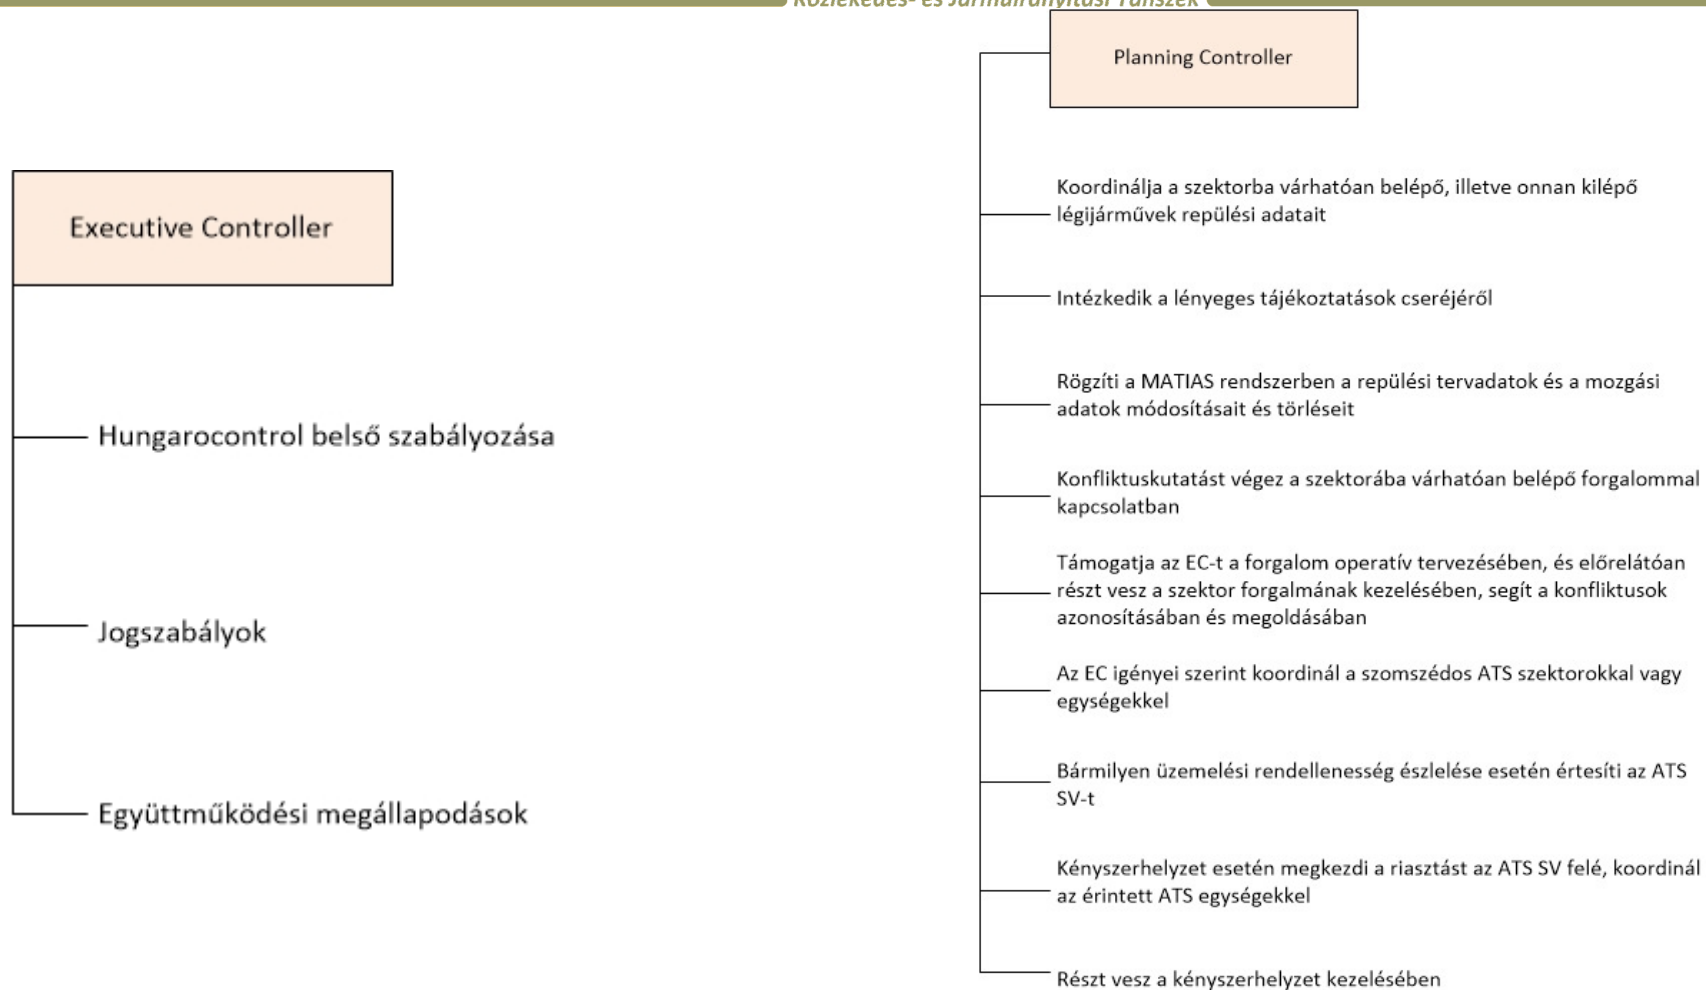 Közlekedés- és Járműirányítási Tanszék
Executive Controller
Hungarocontrol belső szabályozása
Jogszabályok
Együttműködési megállapodások
Planning Controller
Koordinálja a szektorba várhatóan belépő, illetve onnan kilépő
légijárművek repülési adatait
Intézkedik a lényeges tájékoztatások cseréjéről
Rögzíti a MATIAS rendszerben a repülési tervadatok és a mozgási
adatok módosításait és törléseit
Konfliktuskutatást végez a szektorába várhatóan belépő forgalommal
kapcsolatban
Támogatja az EC-t a forgalom operatív tervezésében, és előrelátóan
részt vesz a szektor forgalmának kezelésében, segít a konfliktusok
azonosításában és megoldásában
Az EC igényei szerint koordinál a szomszédos ATS szektorokkal vagy
egységekkel
Bármilyen üzemelési rendellenesség észlelése esetén értesíti az ATS
SV-t
Kényszerhelyzet esetén megkezdi a riasztást az ATS SV felé, koordinál
az érintett ATS egységekkel
Részt vesz a kényszerhelyzet kezelésében